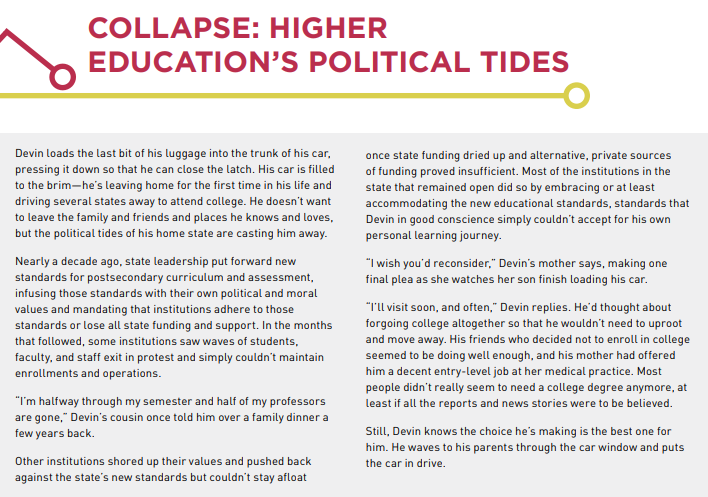 COLLAPSE: HIGHER
EDUCATION’S POLITICAL TIDES
Devin loads the last bit of his luggage into the trunk of his car,
pressing it down so that he can close the latch. His car is filled
to the brim—he’s leaving home for the first time in his life and
driving several states away to attend college. He doesn’t want
to leave the family and friends and places he knows and loves,
but the political tides of his home state are casting him away.
Nearly a decade ago, state leadership put forward new
standards for postsecondary curriculum and assessment,
infusing those standards with their own political and moral
values and mandating that institutions adhere to those
standards or lose all state funding and support. In the months
that followed, some institutions saw waves of students,
faculty, and staff exit in protest and simply couldn’t maintain
enrollments and operations.
“I’m halfway through my semester and half of my professors
are gone,” Devin’s cousin once told him over a family dinner a
few years back.
Other institutions shored up their values and pushed back
against the state’s new standards but couldn’t stay afloat
once state funding dried up and alternative, private sources
of funding proved insufficient. Most of the institutions in the
state that remained open did so by embracing or at least
accommodating the new educational standards, standards that
Devin in good conscience simply couldn’t accept for his own
personal learning journey.
“I wish you’d reconsider,” Devin’s mother says, making one
final plea as she watches her son finish loading his car.
“I’ll visit soon, and often,” Devin replies. He’d thought about
forgoing college altogether so that he wouldn’t need to uproot
and move away. His friends who decided not to enroll in college
seemed to be doing well enough, and his mother had offered
him a decent entry-level job at her medical practice. Most
people didn’t really seem to need a college degree anymore, at
least if all the reports and news stories were to be believed.
Still, Devin knows the choice he’s making is the best one for
him. He waves to his parents through the car window and puts
the car in drive.